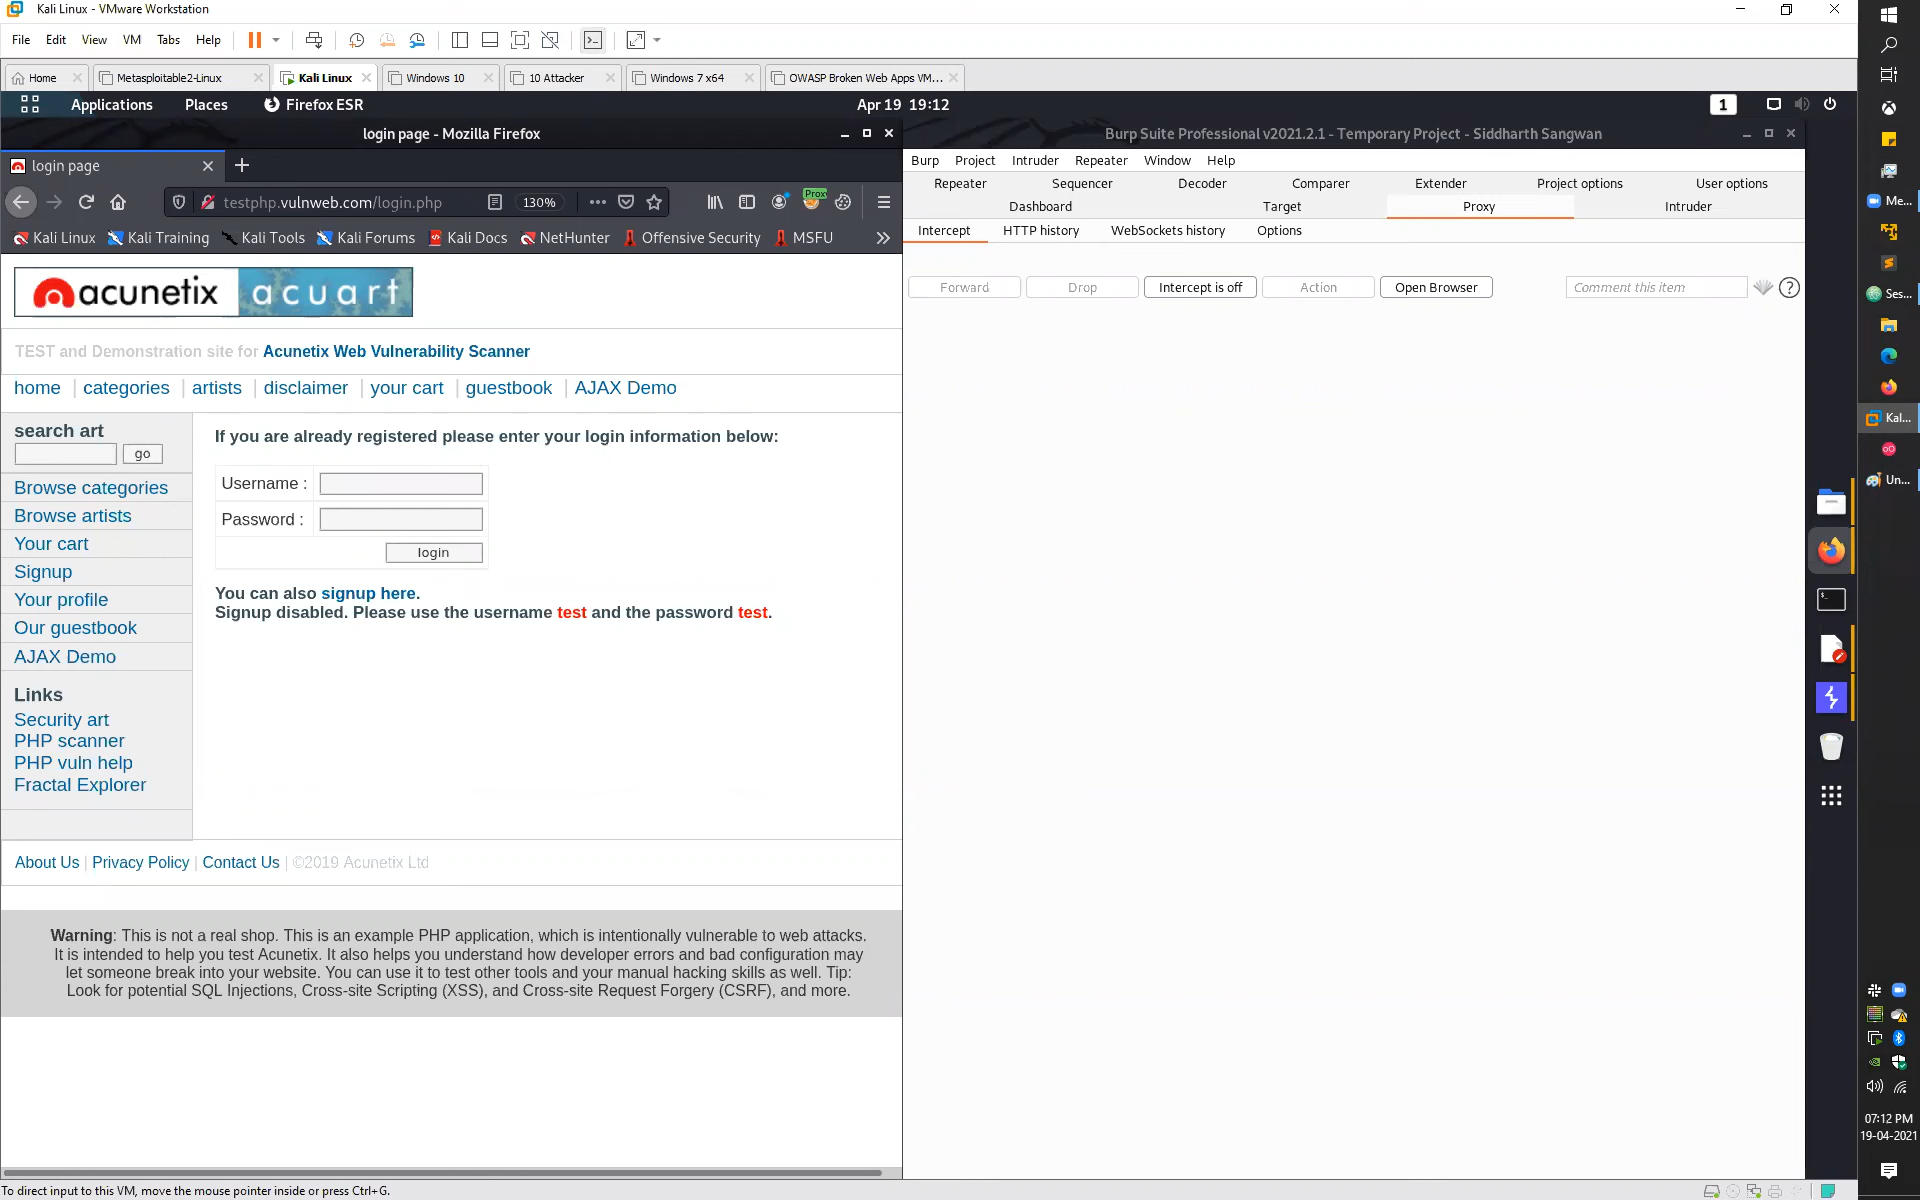 Kali Linux - VMware Workstation
File Edit View VM Tabs Help
Home Metasploitable2-Linux Kali Linux Windows 10 10 Attacker Windows 7 x64 OWASP Broken Web Apps VM...
Applications Places Firefox ESR Apr 19 19:12 1
login page - Mozilla Firefox
login page
testphp.vulnweb.com/login.php 130% Prox
Kali Linux Kali Training Kali Tools Kali Forums Kali Docs NetHunter Offensive Security MSFU
acunetix acuart
TEST and Demonstration site for Acunetix Web Vulnerability Scanner
home | categories | artists | disclaimer | your cart | guestbook | AJAX Demo
search art
go
Browse categories
Browse artists
Your cart
Signup
Your profile
Our guestbook
AJAX Demo
Links
Security art
PHP scanner
PHP vuln help
Fractal Explorer
If you are already registered please enter your login information below:
Username :
Password :
login
You can also signup here.
Signup disabled. Please use the username test and the password test.
About Us | Privacy Policy | Contact Us | ©2019 Acunetix Ltd
Warning: This is not a real shop. This is an example PHP application, which is intentionally vulnerable to web attacks.
It is intended to help you test Acunetix. It also helps you understand how developer errors and bad configuration may
let someone break into your website. You can use it to test other tools and your manual hacking skills as well. Tip:
Look for potential SQL Injections, Cross-site Scripting (XSS), and Cross-site Request Forgery (CSRF), and more.
Burp Suite Professional v2021.2.1 - Temporary Project - Siddharth Sangwan
Burp Project Intruder Repeater Window Help
Repeater Sequencer Decoder Comparer Extender Project options User options
Dashboard Target Proxy Intruder
Intercept HTTP history WebSockets history Options
Forward Drop Intercept is off Action Open Browser Comment this item ?
Me...
Ses...
Kal...
Un...
07:12 PM
19-04-2021
To direct input to this VM, move the mouse pointer inside or press Ctrl+G.